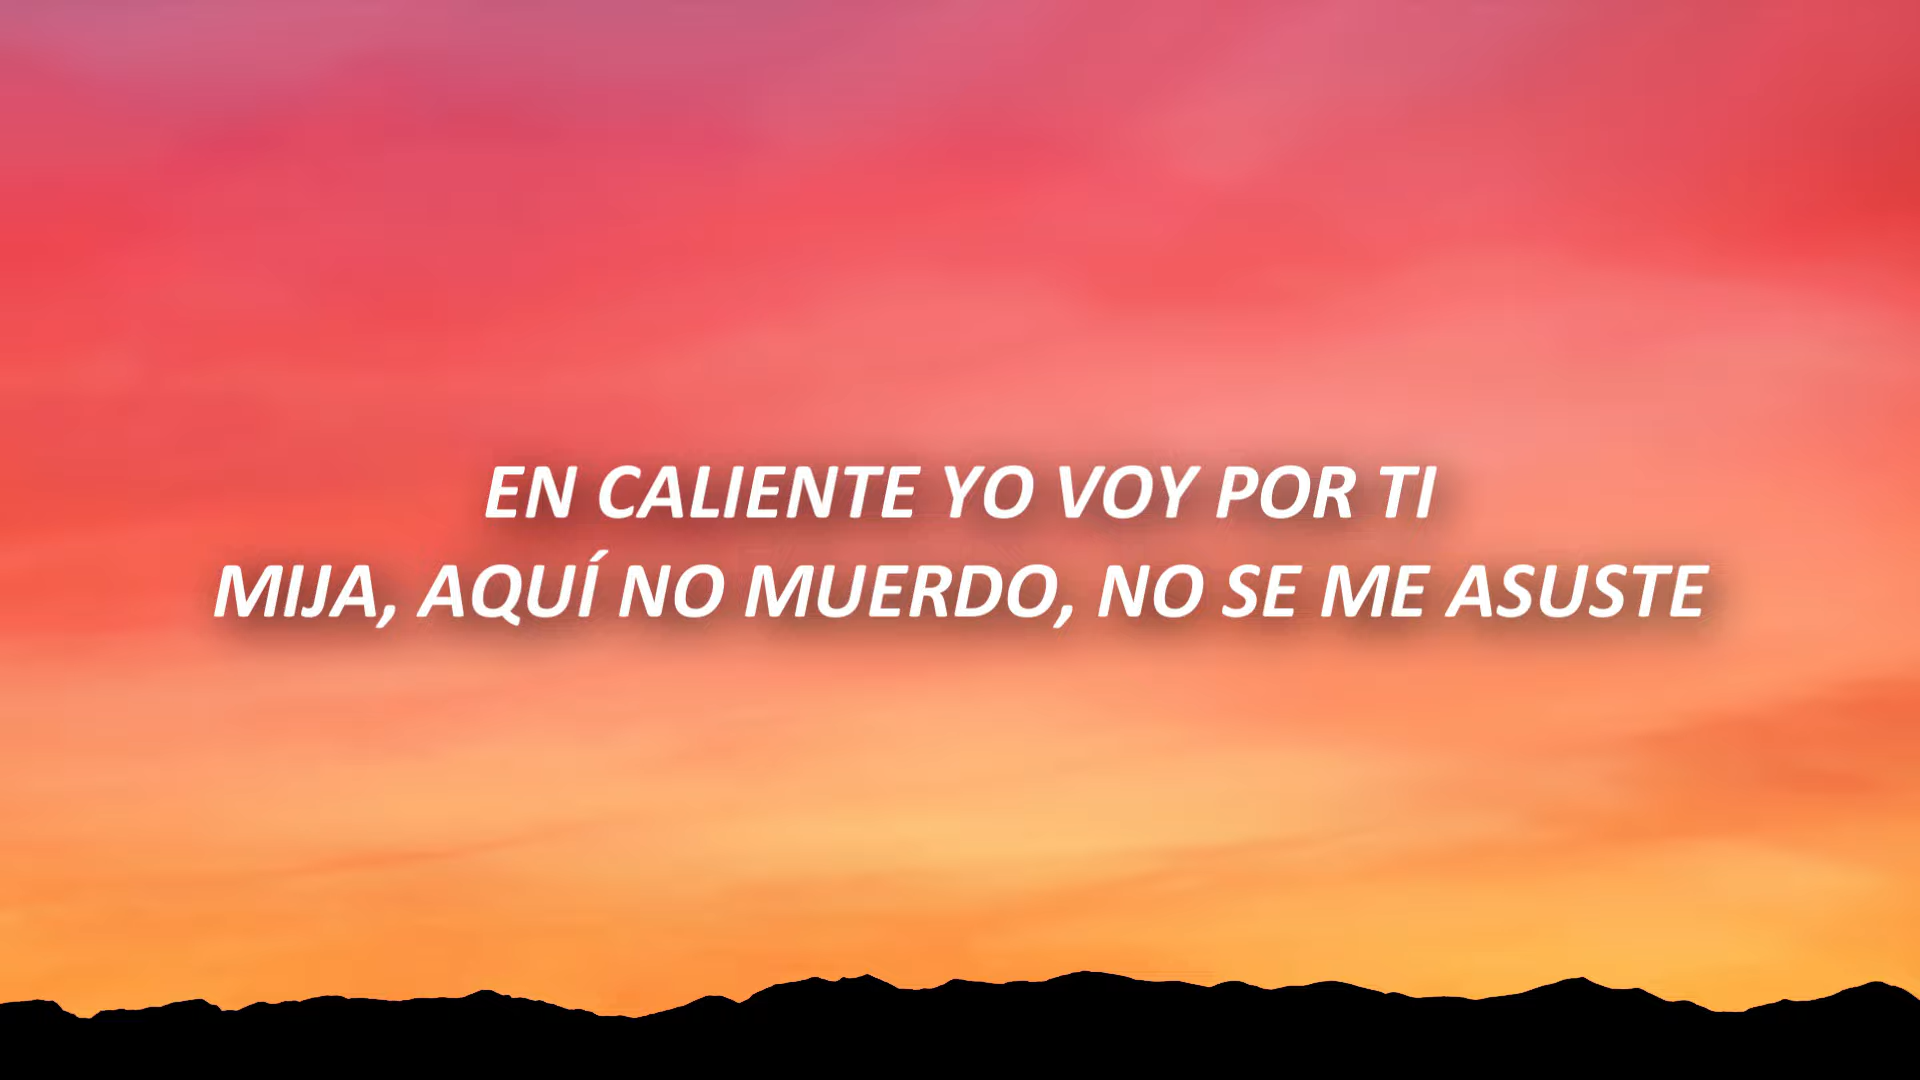 EN CALIENTE YO VOY POR TI
MIJA, AQUÍ NO MUERDO, NO SE ME ASUSTE